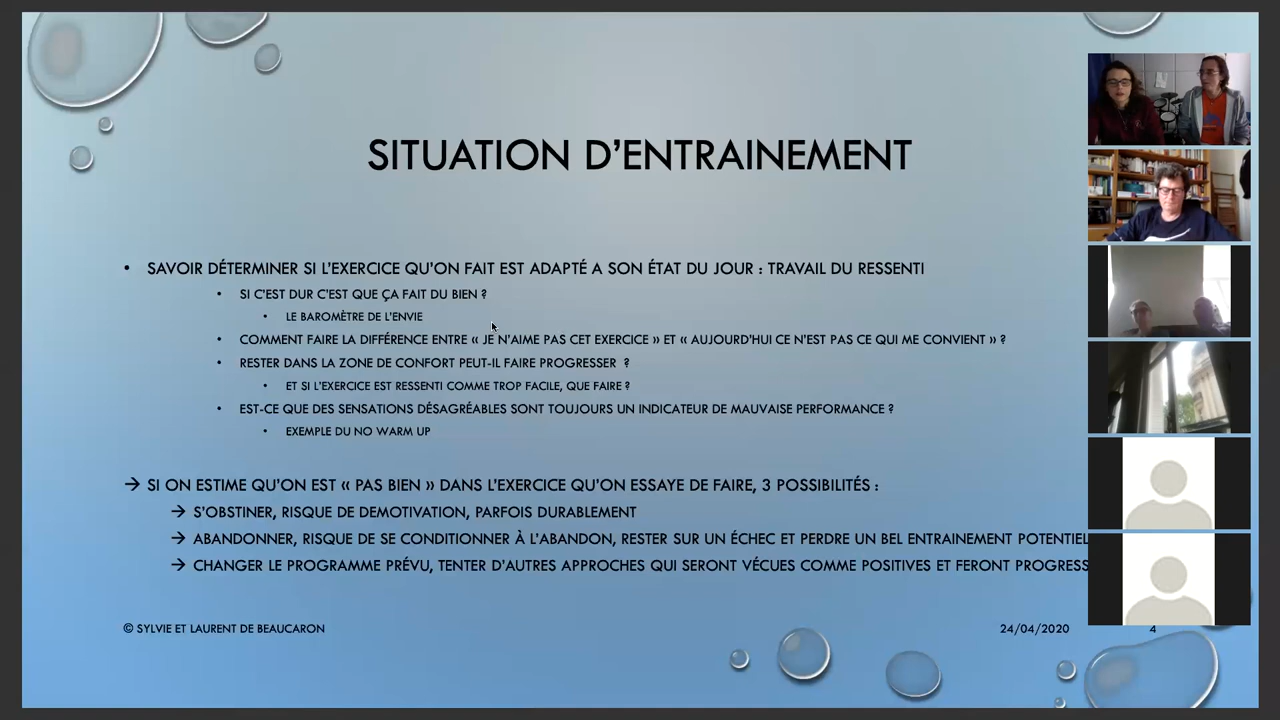 SITUATION D'ENTRAINEMENT
• SAVOIR DÉTERMINER SI L'EXERCICE QU'ON FAIT EST ADAPTÉ A SON ÉTAT DU JOUR : TRAVAIL DU RESSENTI
• SI C'EST DUR C'EST QUE ÇA FAIT DU BIEN ?
• LE BAROMÈTRE DE L'ENVIE
• COMMENT FAIRE LA DIFFÉRENCE ENTRE « JE N'AIME PAS CET EXERCICE » ET « AUJOURD'HUI CE N'EST PAS CE QUI ME CONVIENT » ?
• RESTER DANS LA ZONE DE CONFORT PEUT-IL FAIRE PROGRESSER ?
• ET SI L'EXERCICE EST RESSENTI COMME TROP FACILE, QUE FAIRE ?
• EST-CE QUE DES SENSATIONS DÉSAGRÉABLES SONT TOUJOURS UN INDICATEUR DE MAUVAISE PERFORMANCE ?
• EXEMPLE DU NO WARM UP
→ SI ON ESTIME QU'ON EST « PAS BIEN » DANS L'EXERCICE QU'ON ESSAYE DE FAIRE, 3 POSSIBILITÉS :
→ S'OBSTINER, RISQUE DE DEMOTIVATION, PARFOIS DURABLEMENT
→ ABANDONNER, RISQUE DE SE CONDITIONNER À L'ABANDON, RESTER SUR UN ÉCHEC ET PERDRE UN BEL ENTRAINEMENT POTENTIEL
→ CHANGER LE PROGRAMME PRÉVU, TENTER D'AUTRES APPROCHES QUI SERONT VÉCUES COMME POSITIVES ET FERONT PROGRESS
© SYLVIE ET LAURENT DE BEAUCARON
24/04/2020
4